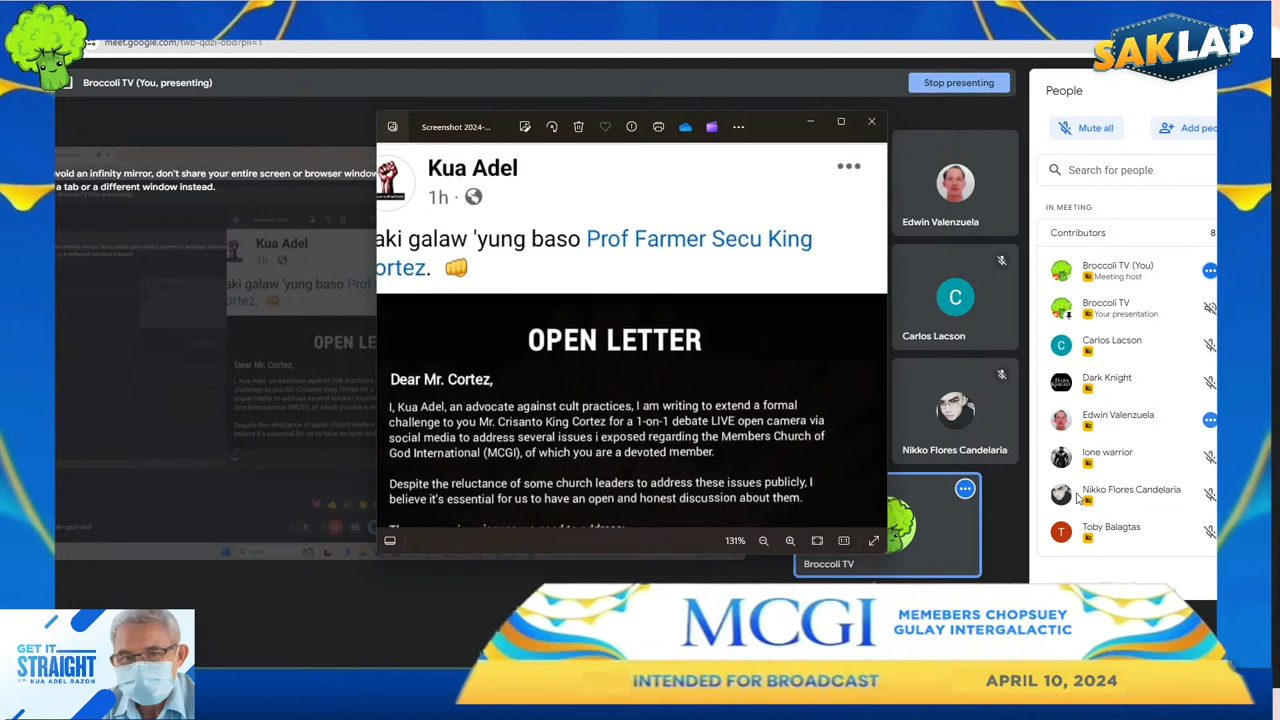 meet.google.com/twb-qdzi-obd?pli=1
SAKLAP
Broccoli TV (You, presenting)
Stop presenting
People
Mute all
Add peo
Search for people
IN MEETING
Contributors
8
Broccoli TV (You)
Meeting host
Broccoli TV
Your presentation
Carlos Lacson
Dark Knight
Edwin Valenzuela
lone warrior
Nikko Flores Candelaria
Toby Balagtas
void an infinity mirror, don't share your entire screen or browser window
a tab or a different window instead.
Kua Adel
1h
aki galaw 'yung baso Prof
ortez.
OPEN LE
Dear Mr. Cortez,
Screenshot 2024-...
Kua Adel
1h ·
aki galaw 'yung baso Prof Farmer Secu King
ortez.
OPEN LETTER
Dear Mr. Cortez,
I, Kua Adel, an advocate against cult practices, I am writing to extend a formal
challenge to you Mr. Crisanto King Cortez for a 1-on-1 debate LIVE open camera via
social media to address several issues i exposed regarding the Members Church of
God International (MCGI), of which you are a devoted member.
Despite the reluctance of some church leaders to address these issues publicly, I
believe it's essential for us to have an open and honest discussion about them.
131%
Edwin Valenzuela
C
Carlos Lacson
Nikko Flores Candelaria
Broccoli TV
GET IT
STRAIGHT
KUA ADEL RAZON
MCGI
MEMEBERS CHOPSUEY
GULAY INTERGALACTIC
INTENDED FOR BROADCAST
APRIL 10, 2024